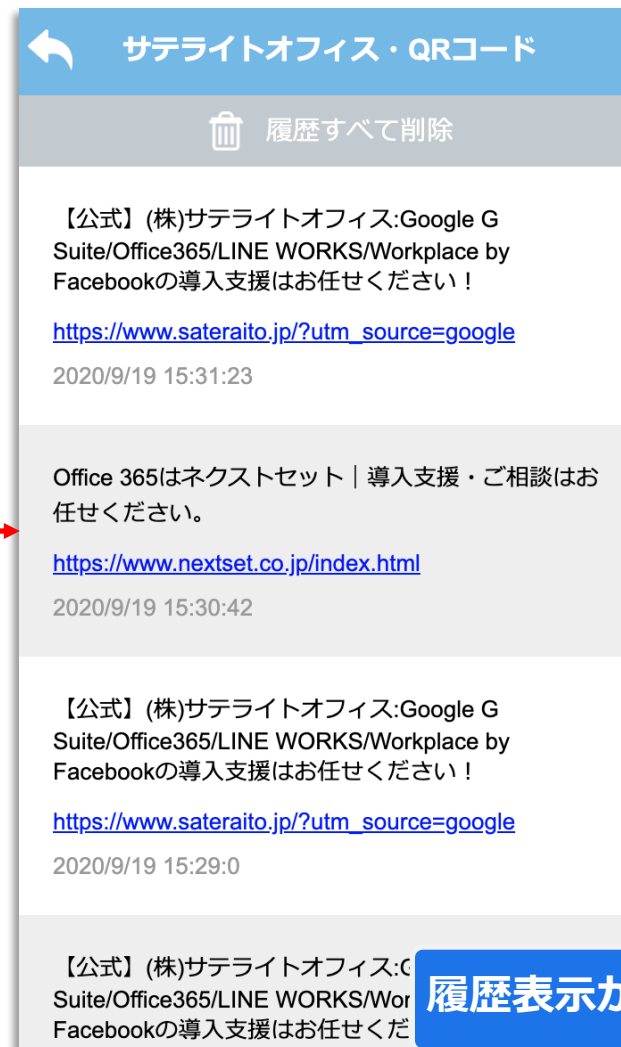 サテライトオフィス・QRコード
履歴すべて削除
【公式】(株)サテライトオフィス:Google G
Suite/Office365/LINE WORKS/Workplace by
Facebookの導入支援はお任せください！
https://www.sateraito.jp/?utm_source=google
2020/9/19 15:31:23
Office 365はネクストセット｜導入支援・ご相談はお
任せください。
https://www.nextset.co.jp/index.html
2020/9/19 15:30:42
【公式】(株)サテライトオフィス:Google G
Suite/Office365/LINE WORKS/Workplace by
Facebookの導入支援はお任せください！
https://www.sateraito.jp/?utm_source=google
2020/9/19 15:29:0
【公式】(株)サテライトオフィス:
Suite/Office365/LINE WORKS/Wor
Facebookの導入支援はお任せくだ
履歴表示か